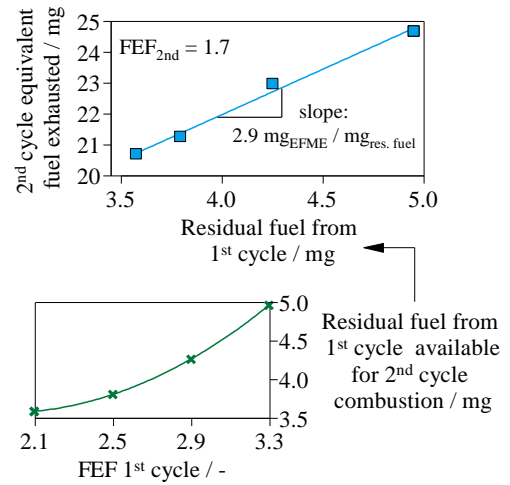 2nd cycle equivalent
fuel exhausted / mg
25
24
23
22
21
20
FEF2nd = 1.7
slope:
2.9 mgEFME / mgres. fuel
3.5 4.0 4.5 5.0
Residual fuel from
1st cycle / mg
5.0
4.5
4.0
3.5
2.1 2.5 2.9 3.3
FEF 1st cycle / -
Residual fuel from
1st cycle available
for 2nd cycle
combustion / mg